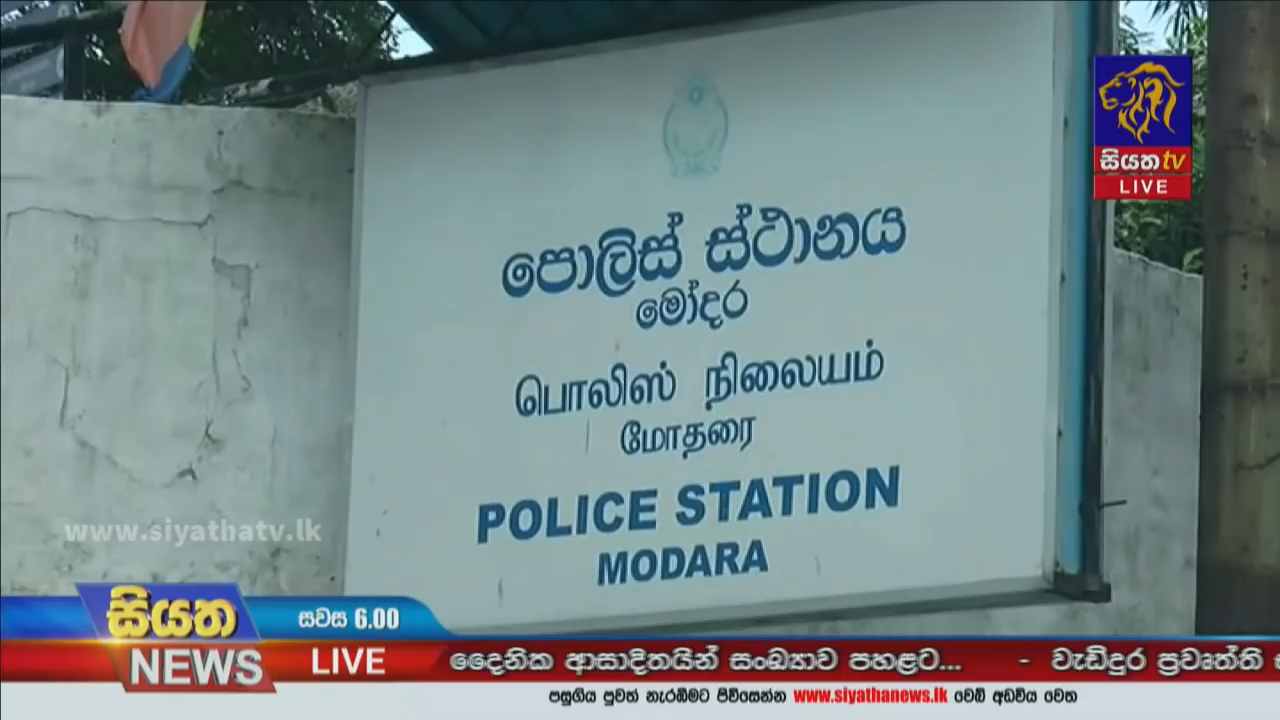 සියත tv
LIVE
පොලිස් ස්ථානය
මෝදර
பொலிஸ் நிலையம்
மோதரை
POLICE STATION
MODARA
www.siyathatv.lk
සියත
NEWS
සවස 6.00
LIVE
දෛනික ආසාදිතයින් සංඛ්‍යාව පහළට... - වැඩිදුර ප්‍රවෘත්ති
පසුගිය පුවත් නැරඹීමට පිවිසෙන්න www.siyathanews.lk වෙබ් අඩවිය වෙත